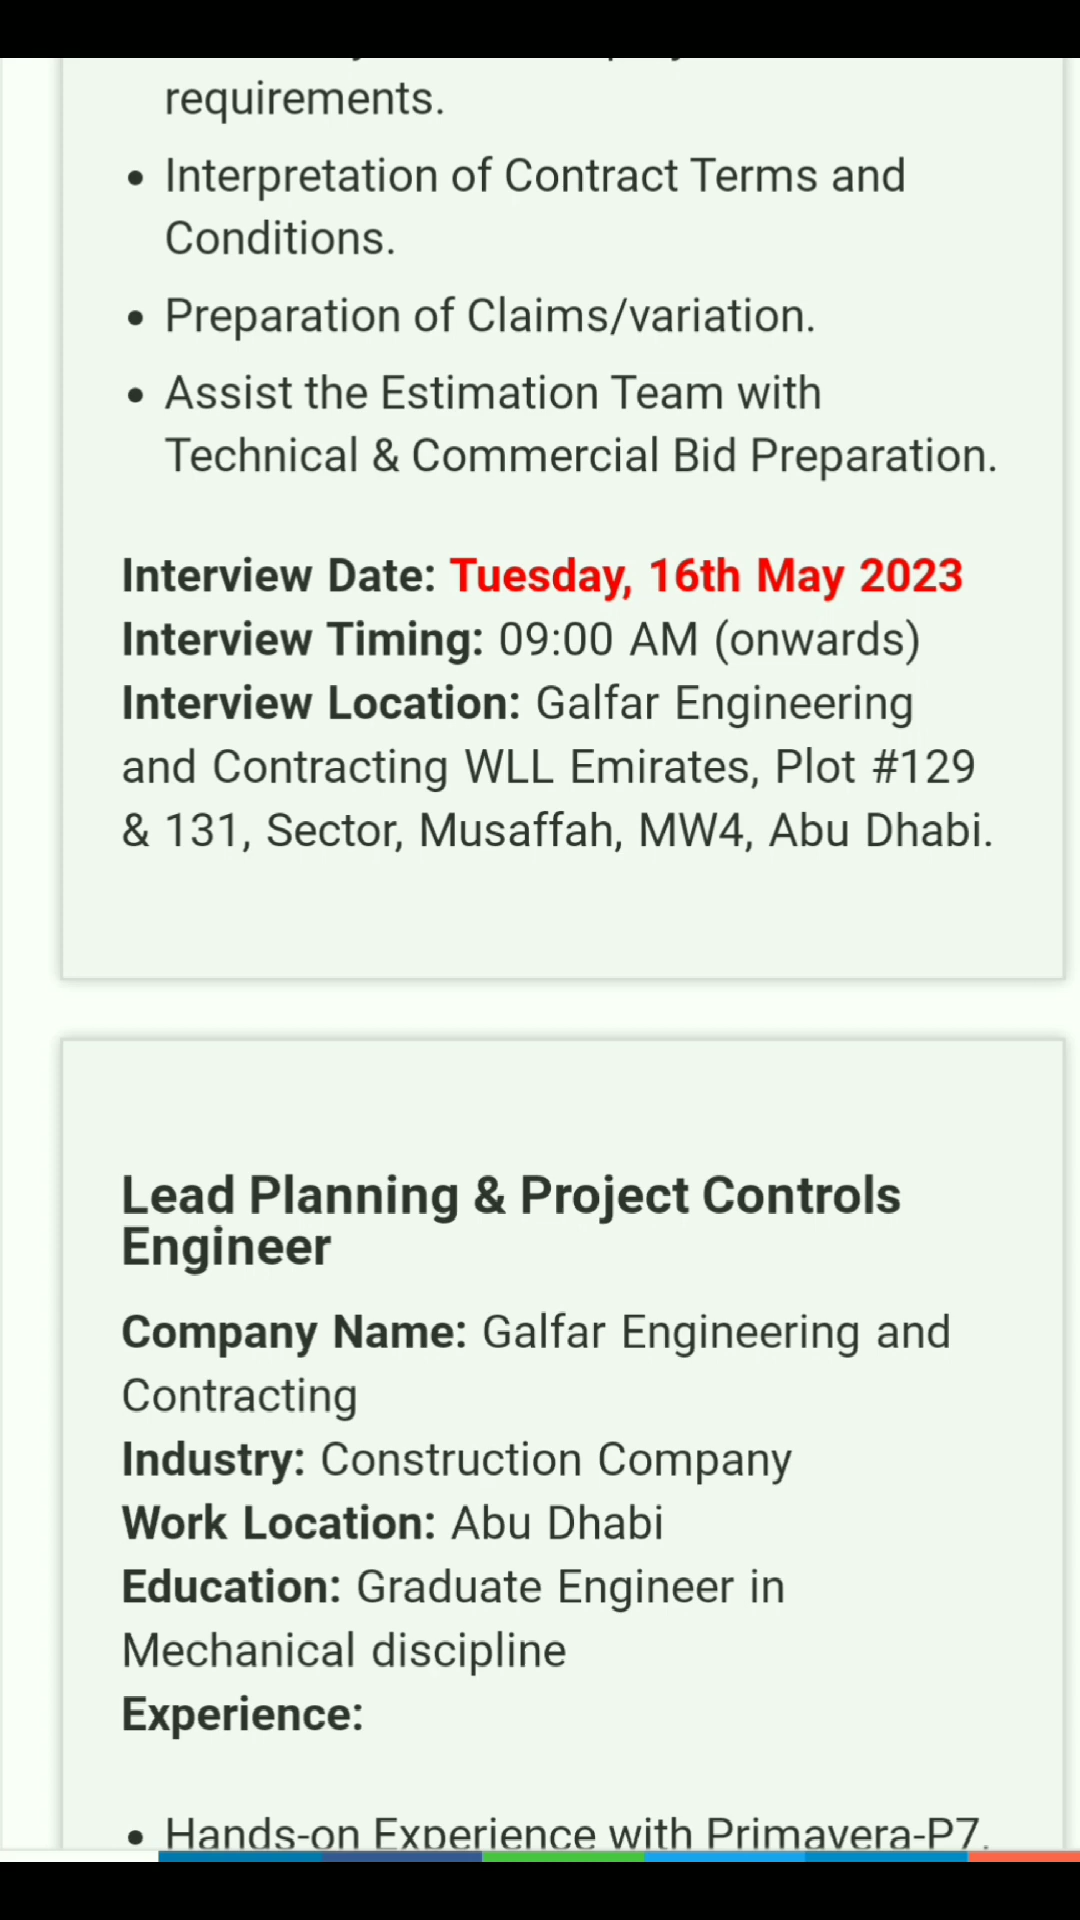 requirements.
• Interpretation of Contract Terms and
Conditions.
• Preparation of Claims/variation.
• Assist the Estimation Team with
Technical & Commercial Bid Preparation.
Interview Date: Tuesday, 16th May 2023
Interview Timing: 09:00 AM (onwards)
Interview Location: Galfar Engineering
and Contracting WLL Emirates, Plot #129
& 131, Sector, Musaffah, MW4, Abu Dhabi.
Lead Planning & Project Controls
Engineer
Company Name: Galfar Engineering and
Contracting
Industry: Construction Company
Work Location: Abu Dhabi
Education: Graduate Engineer in
Mechanical discipline
Experience:
• Hands-on Experience with Primavera-P7.